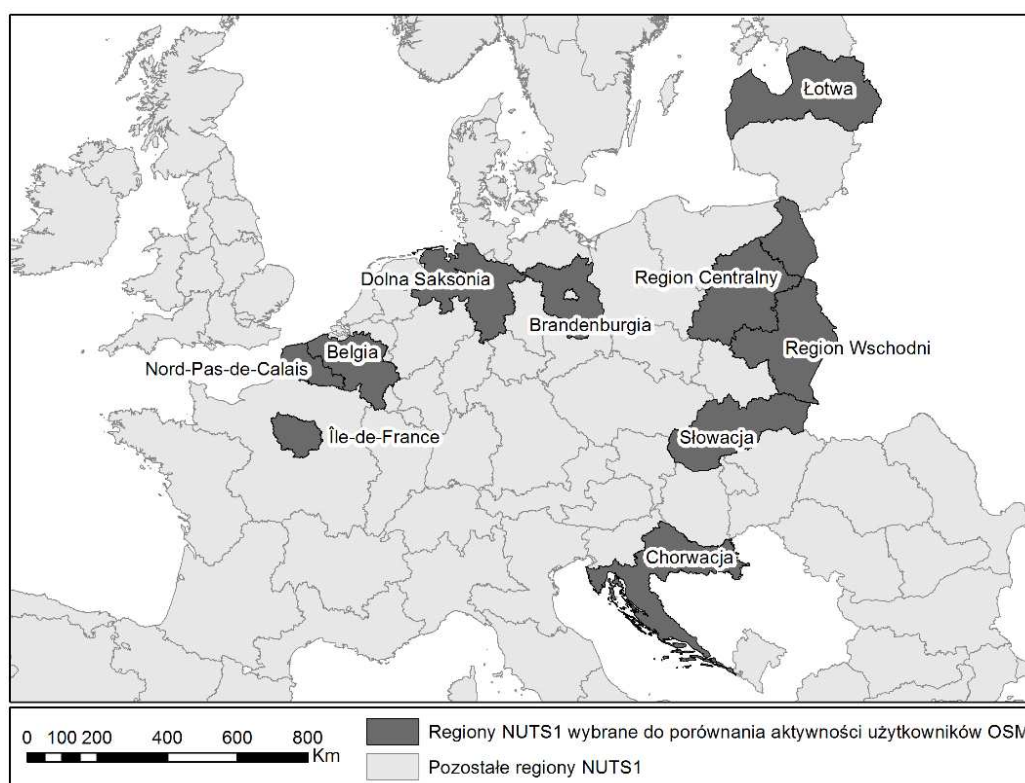 Łotwa
Dolna Saksonia
Region Centralny
Brandenburgia
Belgia
Region Wschodni
Nord-Pas-de-Calais
Île-de-France
Słowacja
Chorwacja
0 100 200 400 600 800
Km
Regiony NUTS1 wybrane do porównania aktywności użytkowników OSM
Pozostałe regiony NUTS1